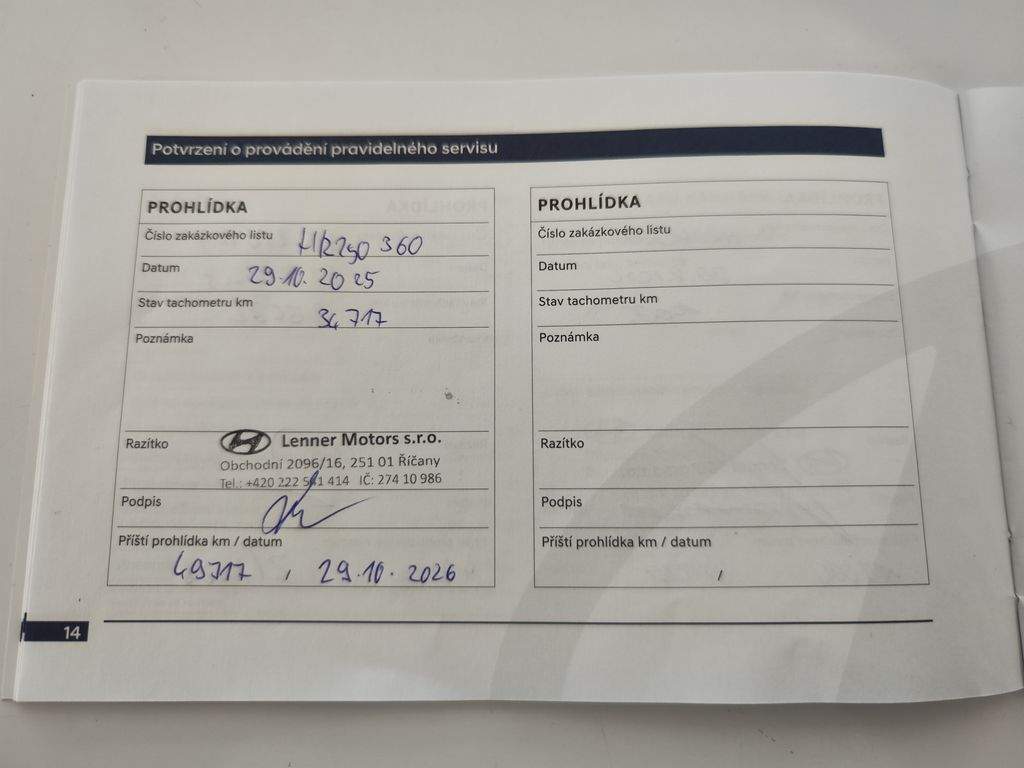 Potvrzení o provádění pravidelného servisu
PROHLÍDKA
Číslo zakázkového listu 360
Datum 29.10.2025
Stav tachometru km 34717
Poznámka
Razítko Lenner Motors s.r.o.
Obchodní 2096/16, 251 01 Říčany
Tel.: +420 222 541 414 IČ: 274 10 986
Podpis
Příští prohlídka km / datum
49717 / 29.10.2026
PROHLÍDKA
Číslo zakázkového listu
Datum
Stav tachometru km
Poznámka
Razítko
Podpis
Příští prohlídka km / datum
/
14